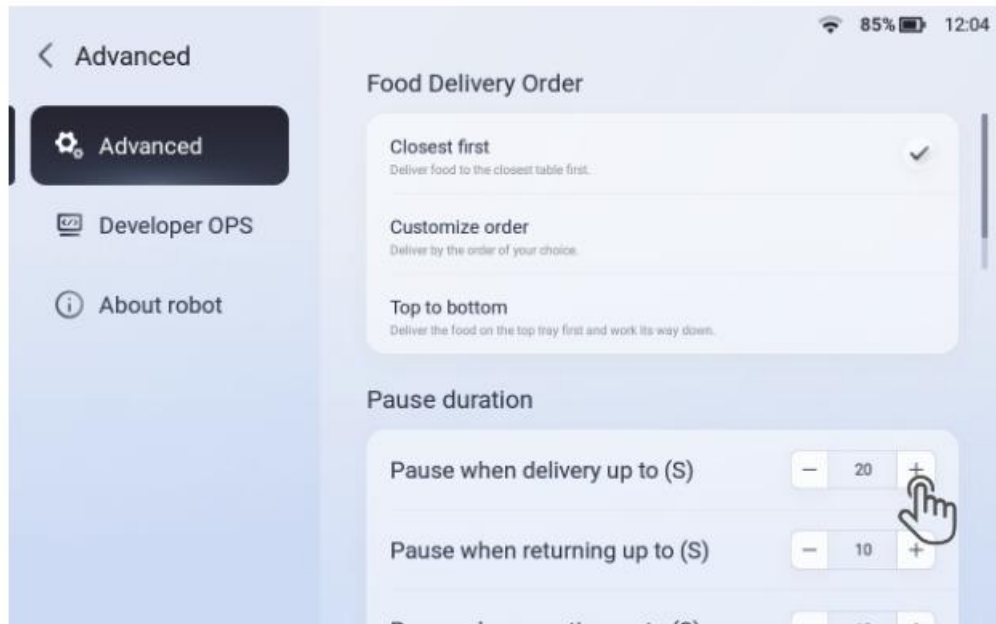 85% 12:04
Advanced
Food Delivery Order
Advanced
Closest first
Deliver food to the closest table first.
Developer OPS
Customize order
Deliver by the order of your choice.
About robot
Top to bottom
Deliver the food on the top tray first and work its way down.
Pause duration
Pause when delivery up to (S) − 20 +
Pause when returning up to (S) − 10 +